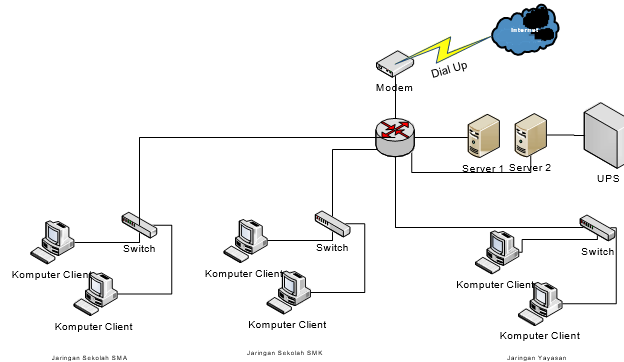 Internet
Dial Up
Modem
Server 1
Server 2
UPS
Switch
Switch
Switch
Komputer Client
Komputer Client
Komputer Client
Komputer Client
Komputer Client
Komputer Client
Jaringan Sekolah SMA
Jaringan Sekolah SMK
Jaringan Yayasan